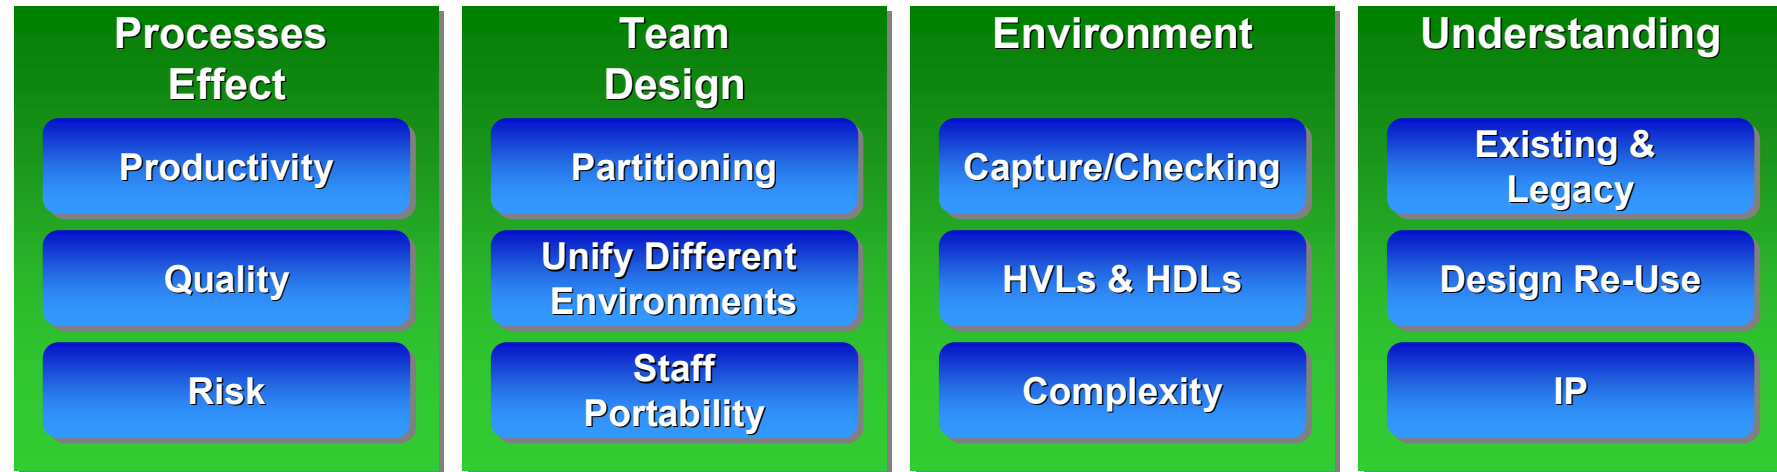 Processes
Effect
Productivity
Quality
Risk
Team
Design
Partitioning
Unify Different
Environments
Staff
Portability
Environment
Capture/Checking
HVLs & HDLs
Complexity
Understanding
Existing &
Legacy
Design Re-Use
IP